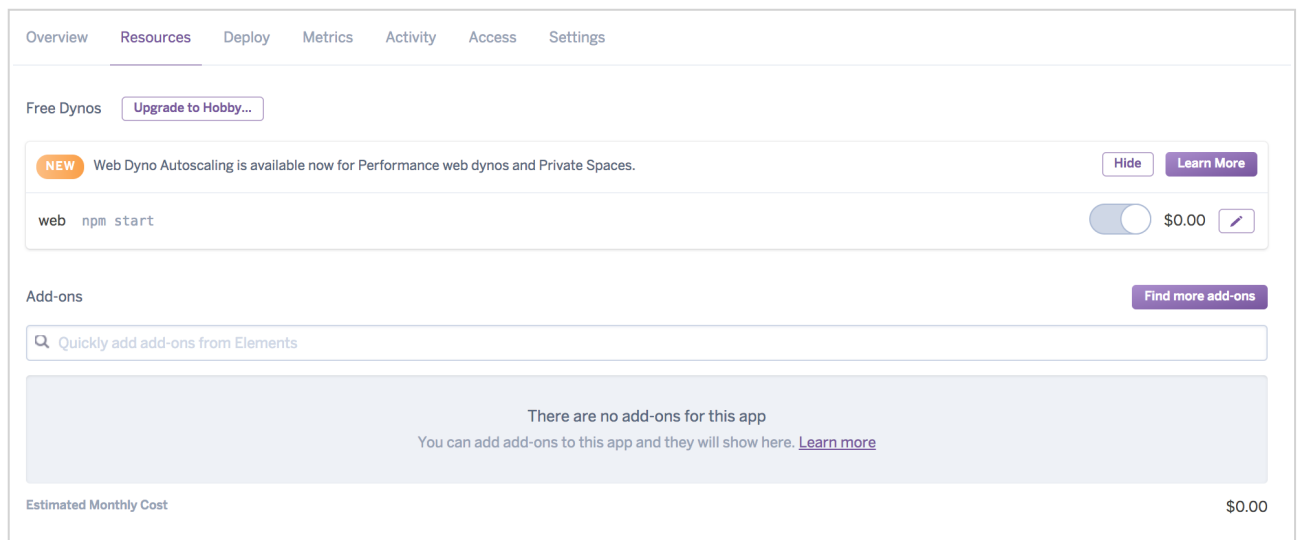 Overview Resources Deploy Metrics Activity Access Settings
Free Dynos Upgrade to Hobby...
NEW Web Dyno Autoscaling is available now for Performance web dynos and Private Spaces. Hide Learn More
web npm start $0.00
Add-ons Find more add-ons
Quickly add add-ons from Elements
There are no add-ons for this app
You can add add-ons to this app and they will show here. Learn more
Estimated Monthly Cost $0.00